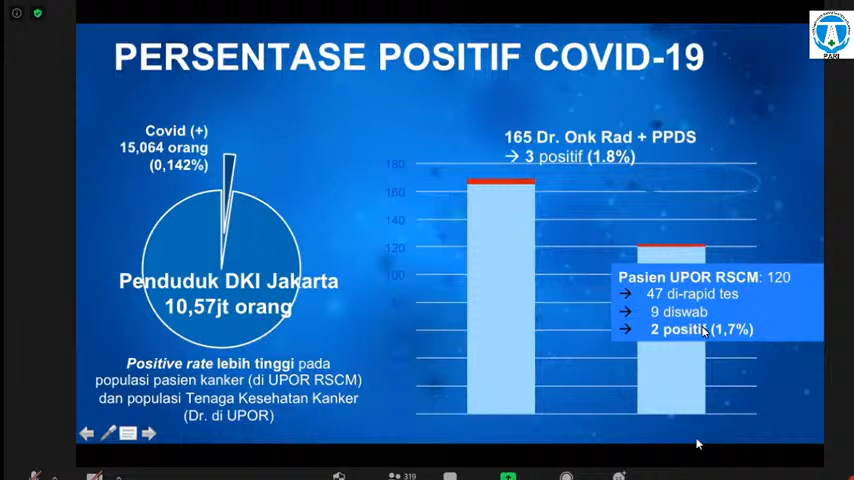 PERSENTASE POSITIF COVID-19
PARI
Covid (+)
15,064 orang
(0,142%)
Penduduk DKI Jakarta
10,57jt orang
Positive rate lebih tinggi pada
populasi pasien kanker (di UPOR RSCM)
dan populasi Tenaga Kesehatan Kanker
(Dr. di UPOR)
165 Dr. Onk Rad + PPDS
→ 3 positif (1.8%)
180
160
140
120
100
Pasien UPOR RSCM: 120
→ 47 di-rapid tes
→ 9 diswab
→ 2 positif (1,7%)
319